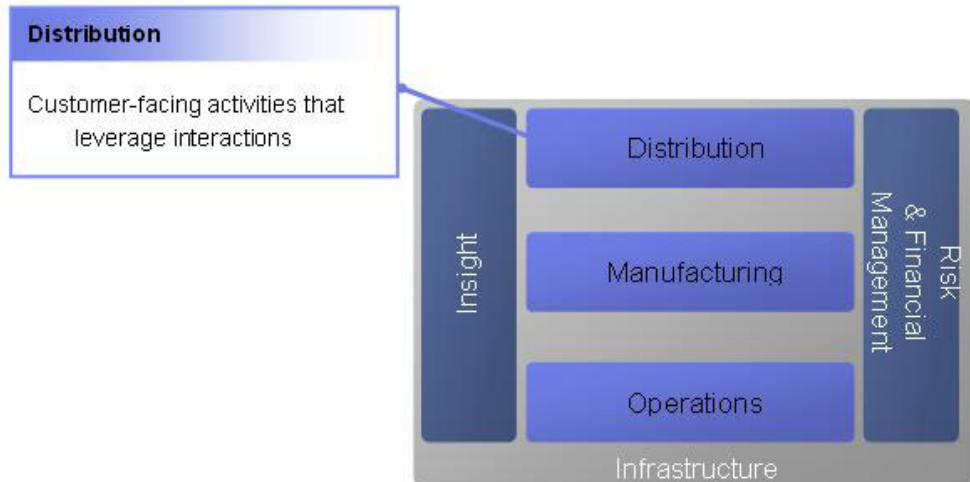 Distribution
Customer-facing activities that
leverage interactions
Distribution
Insight
Manufacturing
Risk
& Financial
Management
Operations
Infrastructure